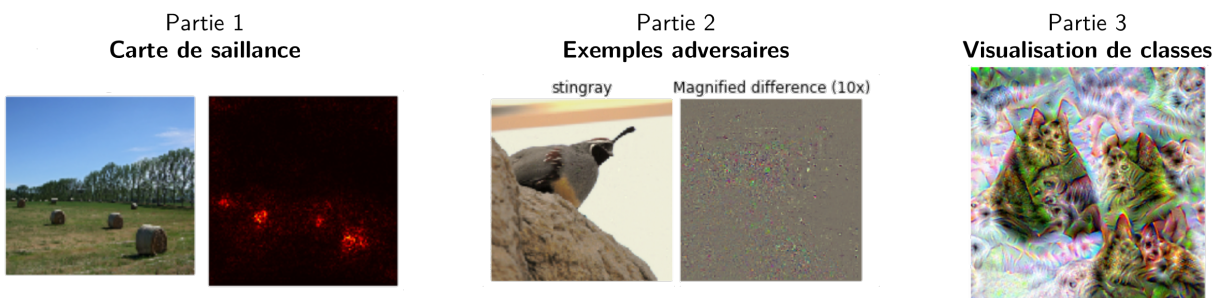 Partie 1
Carte de saillance
Partie 2
Exemples adversaires
stingray
Magnified difference (10x)
Partie 3
Visualisation de classes